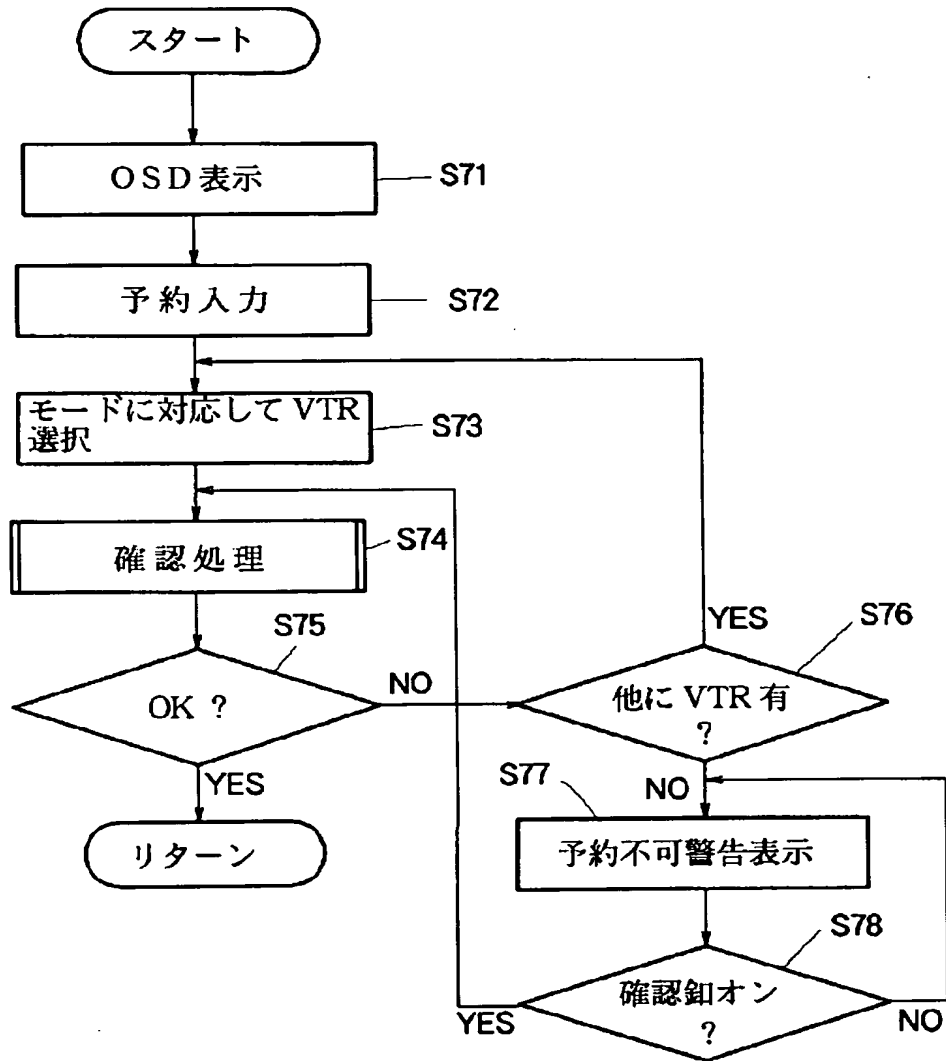 スタート
OSD表示
S71
予約入力
S72
モードに対応してVTR
選択
S73
確認処理
S74
S75
OK ?
NO
YES
リターン
YES
S76
他にVTR有
?
NO
S77
予約不可警告表示
S78
確認釦オン
?
YES
NO